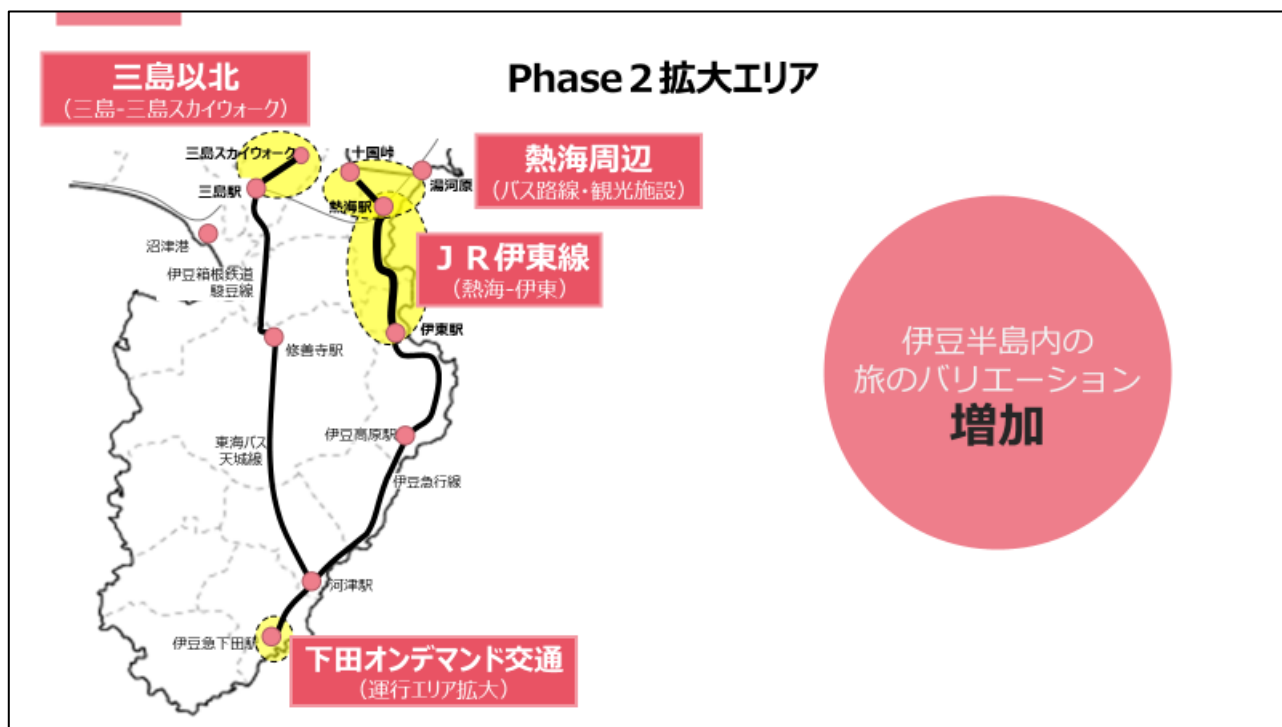 Phase 2 拡大エリア
三島以北
(三島-三島スカイウォーク)
三島スカイウォーク
十国峠
熱海周辺
(バス路線・観光施設)
湯河原
三島駅
熱海駅
沼津港
伊豆箱根鉄道
駿豆線
JR伊東線
(熱海-伊東)
伊東駅
修善寺駅
伊豆半島内の
旅のバリエーション
増加
東海バス
天城線
伊豆高原駅
伊豆急行線
河津駅
伊豆急下田駅
下田オンデマンド交通
(運行エリア拡大)